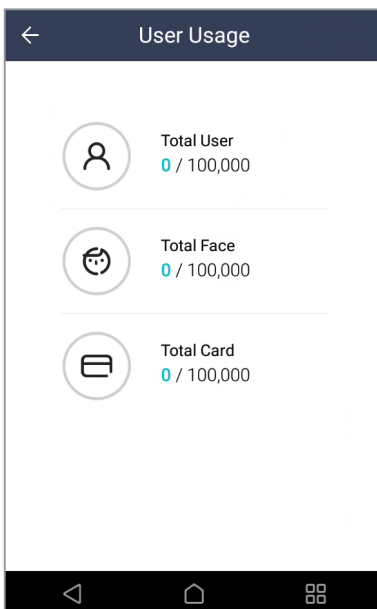 User Usage
Total User
0 / 100,000
Total Face
0 / 100,000
Total Card
0 / 100,000